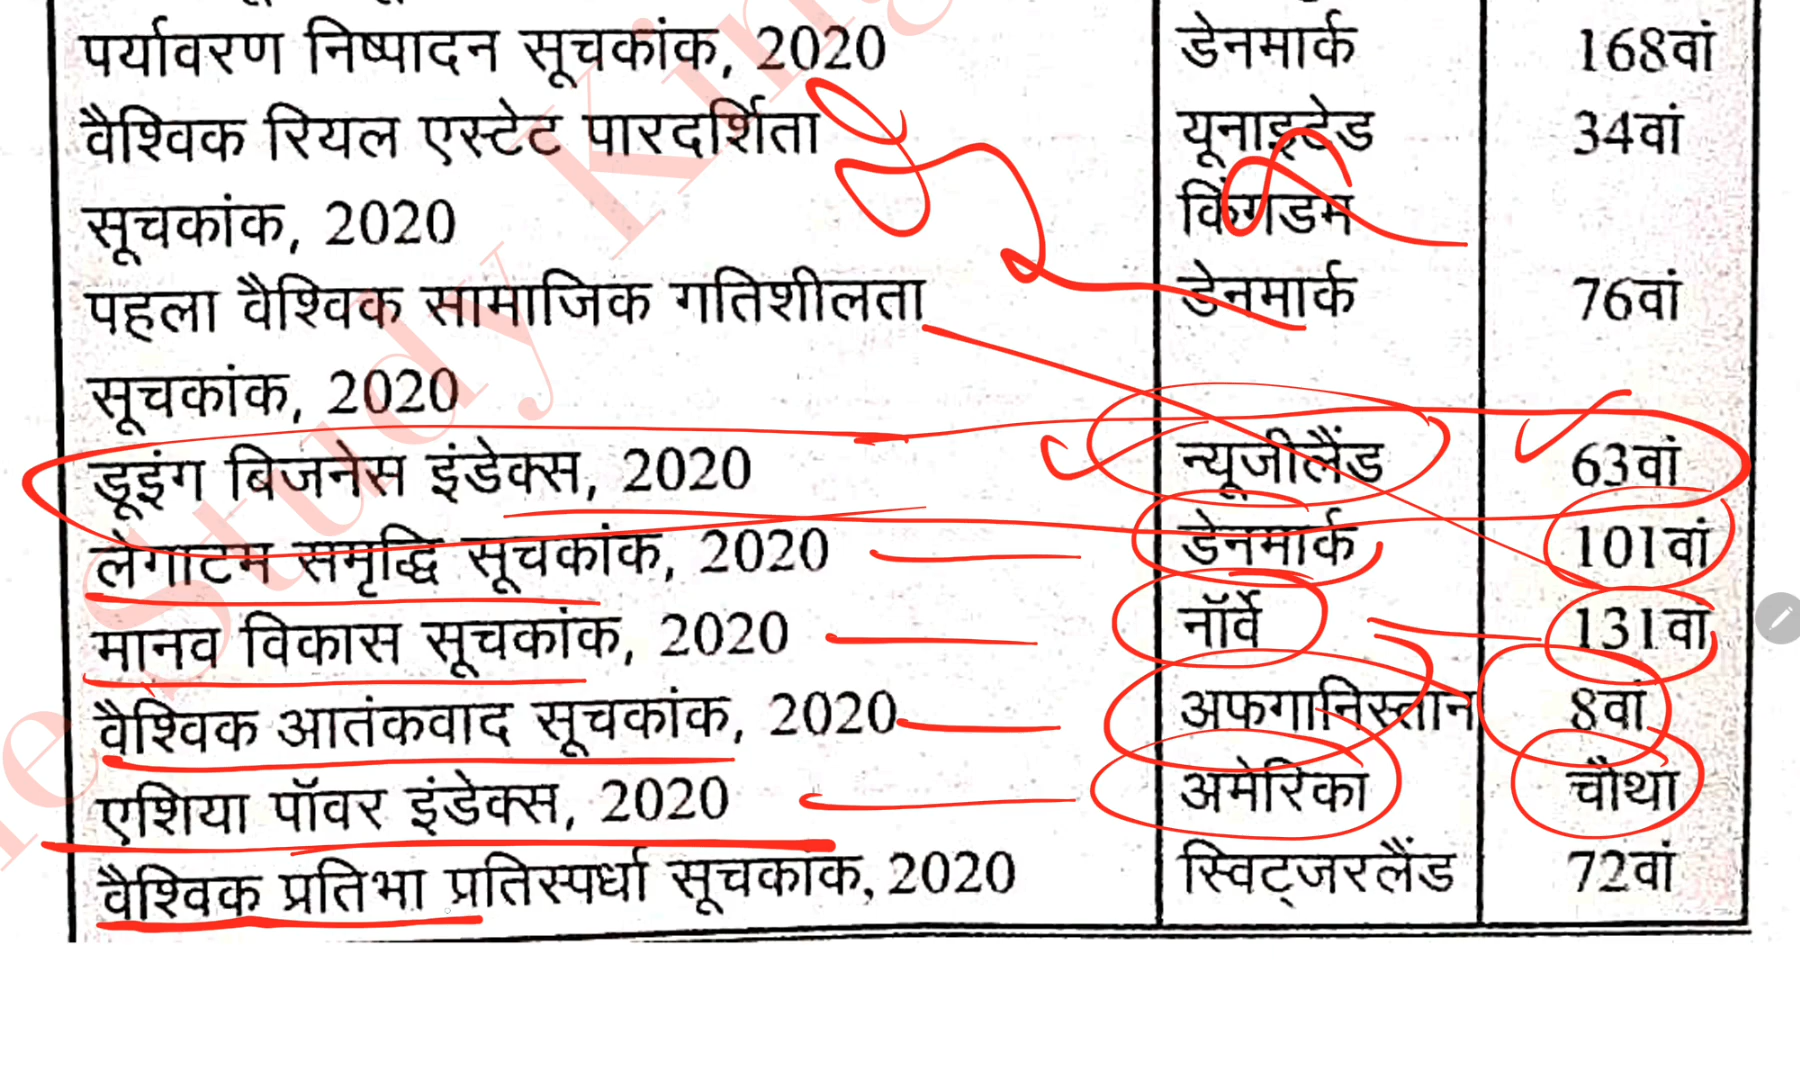 पर्यावरण निष्पादन सूचकांक, 2020 डेनमार्क 168वां
वैश्विक रियल एस्टेट पारदर्शिता यूनाइटेड 34वां
सूचकांक, 2020 किंगडम
पहला वैश्विक सामाजिक गतिशीलता डेनमार्क 76वां
सूचकांक, 2020
डूइंग बिजनेस इंडेक्स, 2020 न्यूजीलैंड 63वां
लेगाटम समृद्धि सूचकांक, 2020 डेनमार्क 101वां
मानव विकास सूचकांक, 2020 नॉर्वे 131वां
वैश्विक आतंकवाद सूचकांक, 2020 अफगानिस्तान 8वां
एशिया पॉवर इंडेक्स, 2020 अमेरिका चौथा
वैश्विक प्रतिभा प्रतिस्पर्धा सूचकांक, 2020 स्विट्जरलैंड 72वां
Study King